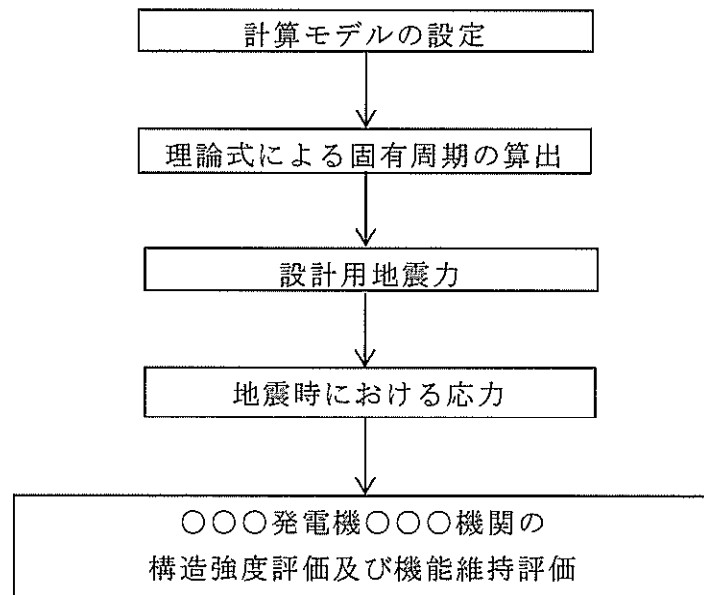 計算モデルの設定
理論式による固有周期の算出
設計用地震力
地震時における応力
○○○発電機○○○機関の
構造強度評価及び機能維持評価